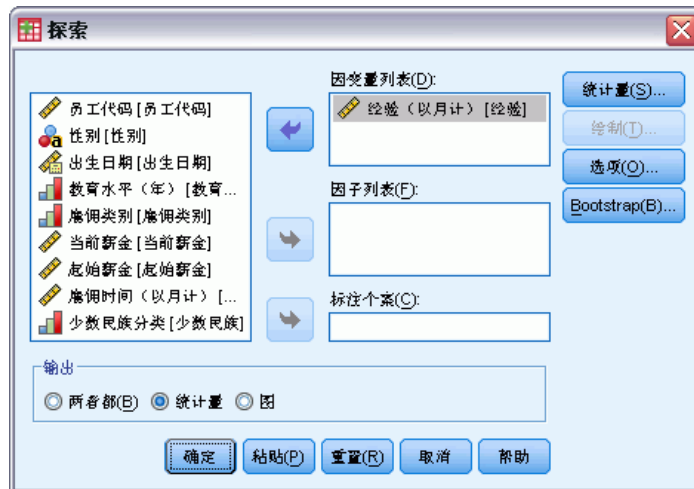 探索
员工代码 [员工代码]
性别 [性别]
出生日期 [出生日期]
教育水平（年） [教育...
雇佣类别 [雇佣类别]
当前薪金 [当前薪金]
起始薪金 [起始薪金]
雇佣时间（以月计） [...
少数民族分类 [少数民族]
因变量列表(D):
经验（以月计） [经验]
因子列表(F):
标注个案(C):
统计量(S)...
绘制(T)...
选项(O)...
Bootstrap(B)...
输出
两者都(B) 统计量 图
确定 粘贴(P) 重置(R) 取消 帮助